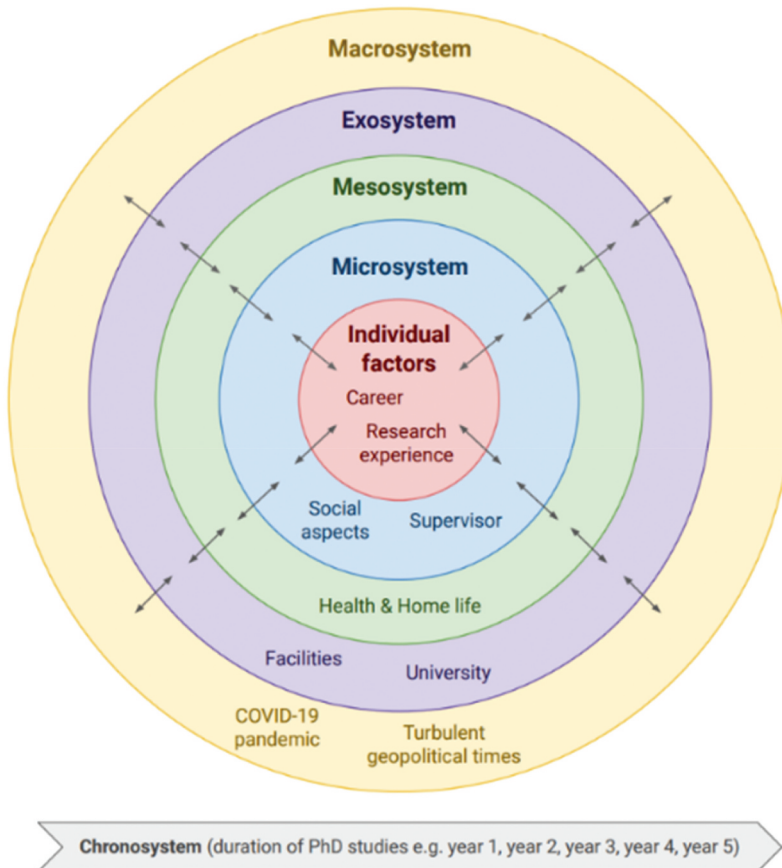 Macrosystem
Exosystem
Mesosystem
Microsystem
Individual
factors
Career
Research
experience
Social
aspects
Supervisor
Health & Home life
Facilities
University
COVID-19
pandemic
Turbulent
geopolitical times
Chronosystem (duration of PhD studies e.g. year 1, year 2, year 3, year 4, year 5)